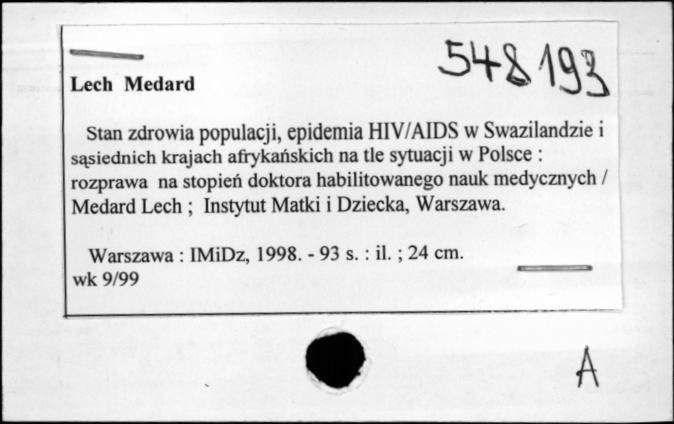 548193
Lech Medard
Stan zdrowia populacji, epidemia HIV/AIDS w Swazilandzie i
sąsiednich krajach afrykańskich na tle sytuacji w Polsce :
rozprawa na stopień doktora habilitowanego nauk medycznych /
Medard Lech ; Instytut Matki i Dziecka, Warszawa.
Warszawa : IMiDz, 1998. - 93 s. : il. ; 24 cm.
wk 9/99
A